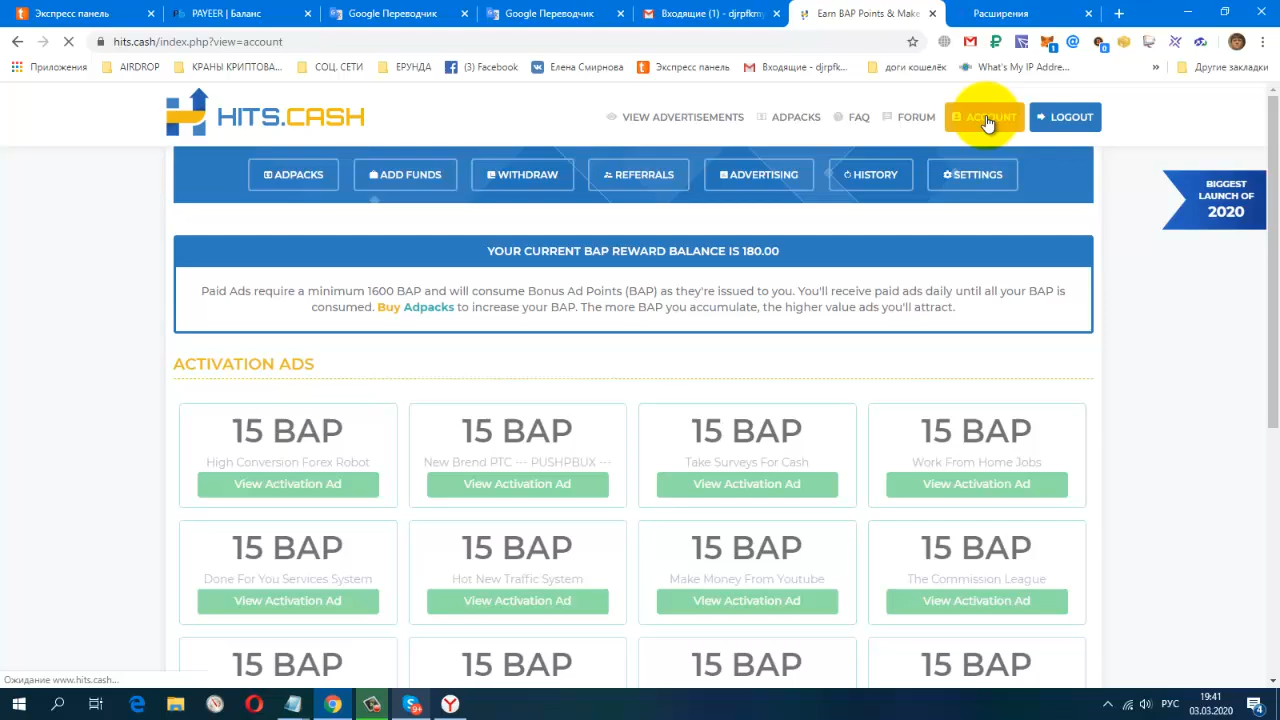 Экспресс панель
PAYEER | Баланс
Google Переводчик
Google Переводчик
Входящие (1) - djrpfkmy
Earn BAP Points & Make
Расширения
hits.cash/index.php?view=account
1
0
Приложения
AIRDROP
КРАНЫ КРИПТОВА...
СОЦ. СЕТИ
ЕРУНДА
(3) Facebook
Елена Смирнова
Экспресс панель
Входящие - djrpfk...
доги кошелёк
What's My IP Addre...
»
Другие закладки
HITS.CASH
VIEW ADVERTISEMENTS
ADPACKS
FAQ
FORUM
ACCOUNT
LOGOUT
ADPACKS
ADD FUNDS
WITHDRAW
REFERRALS
ADVERTISING
HISTORY
SETTINGS
BIGGEST
LAUNCH OF
2020
YOUR CURRENT BAP REWARD BALANCE IS 180.00
Paid Ads require a minimum 1600 BAP and will consume Bonus Ad Points (BAP) as they're issued to you. You'll receive paid ads daily until all your BAP is
consumed. Buy Adpacks to increase your BAP. The more BAP you accumulate, the higher value ads you'll attract.
ACTIVATION ADS
15 BAP
15 BAP
15 BAP
15 BAP
High Conversion Forex Robot
New Brend PTC --- PUSHPBUX ---
Take Surveys For Cash
Work From Home Jobs
View Activation Ad
View Activation Ad
View Activation Ad
View Activation Ad
15 BAP
15 BAP
15 BAP
15 BAP
Done For You Services System
Hot New Traffic System
Make Money From Youtube
The Commission League
View Activation Ad
View Activation Ad
View Activation Ad
View Activation Ad
15 BAP
15 BAP
15 BAP
15 BAP
Ожидание www.hits.cash...
9+
РУС
19:41
03.03.2020
4